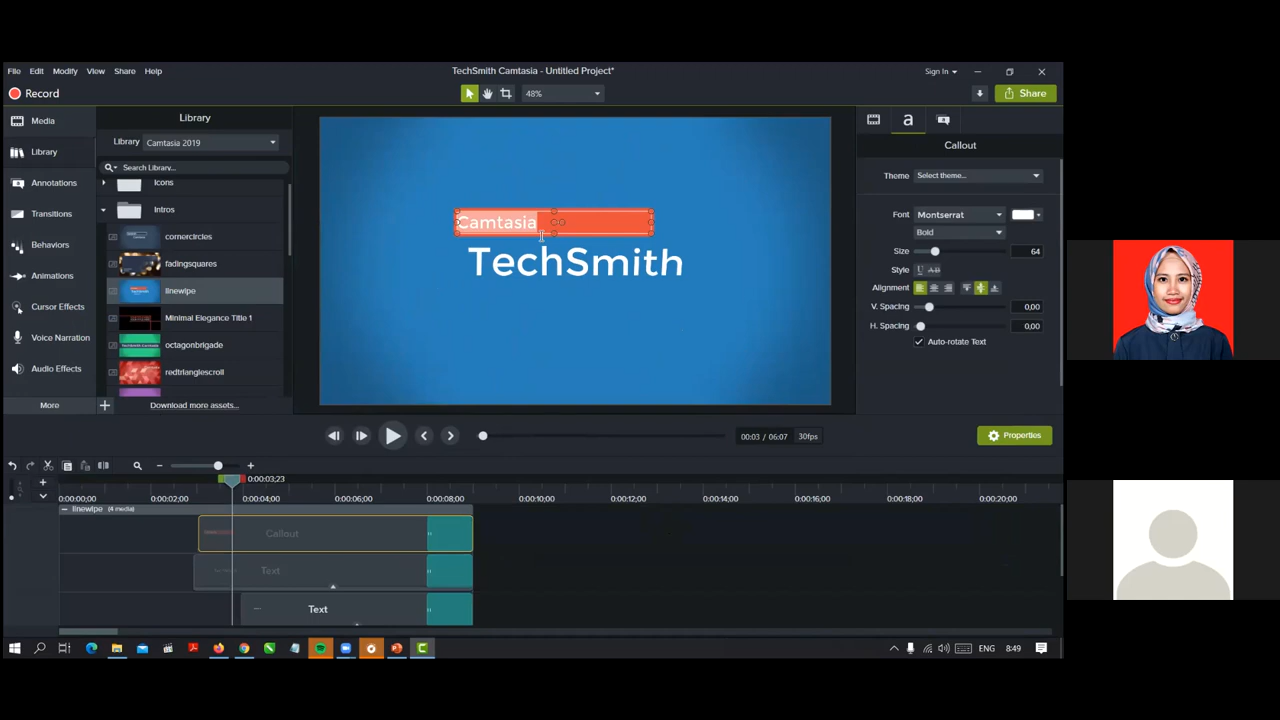 File Edit Modify View Share Help
TechSmith Camtasia - Untitled Project*
Sign In
Record
48%
Share
Media
Library
Annotations
Transitions
Behaviors
Animations
Cursor Effects
Voice Narration
Audio Effects
More
Library
Library Camtasia 2019
Search Library...
Icons
Intros
cornercircles
fadingsquares
linewipe
Minimal Elegance Title 1
octagonbrigade
redtrianglescroll
Download more assets...
Camtasia
TechSmith
a
Callout
Theme Select theme...
Font Montserrat
Bold
Size 64
Style U AB
Alignment
V. Spacing 0,00
H. Spacing 0,00
Auto-rotate Text
00:03 / 06:07 30fps
Properties
0:00:03;23
0:00:00;00 0:00:02;00 0:00:04;00 0:00:06;00 0:00:08;00 0:00:10;00 0:00:12;00 0:00:14;00 0:00:16;00 0:00:18;00 0:00:20;00
linewipe (4 media)
Callout
Text
Text
ENG 8:49